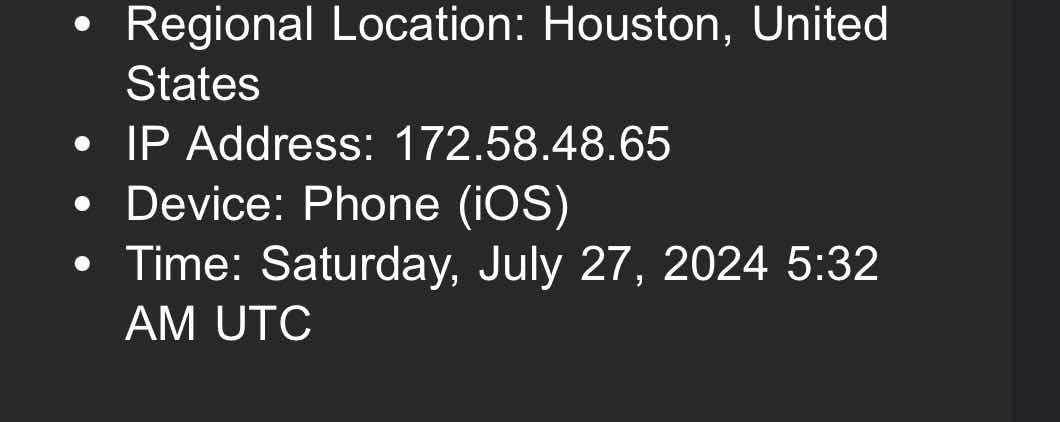 • Regional Location: Houston, United
States
• IP Address: 172.58.48.65
• Device: Phone (iOS)
• Time: Saturday, July 27, 2024 5:32
AM UTC